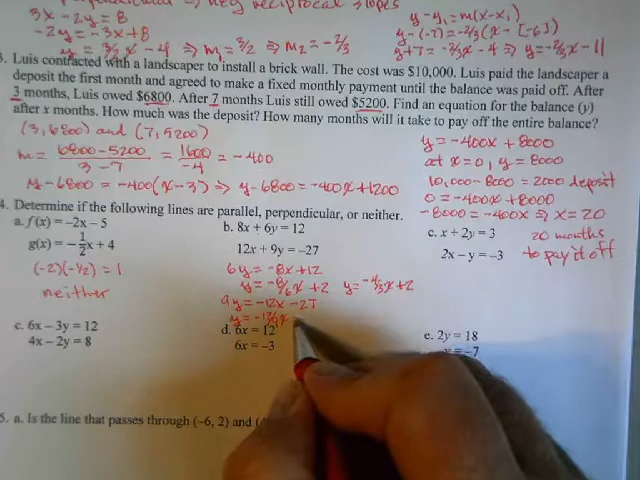 3x - 2y = 8
-2y = -3x + 8
y = 3/2 x - 4 ⇒ m₁ = 3/2 ⇒ m₂ = -2/3
neg reciprocal slopes
y - y₁ = m(x - x₁)
y - (-7) = -2/3 (x - [-6])
y + 7 = -2/3 x - 4 ⇒ y = -2/3 x - 11
3. Luis contracted with a landscaper to install a brick wall. The cost was $10,000. Luis paid the landscaper a
deposit the first month and agreed to make a fixed monthly payment until the balance was paid off. After
3 months, Luis owed $6800. After 7 months Luis still owed $5200. Find an equation for the balance (y)
after x months. How much was the deposit? How many months will it take to pay off the entire balance?
(3, 6800) and (7, 5200)
m = 6800-5200 / 3-7 = 1600 / -4 = -400
y - 6800 = -400(x - 3) ⇒ y - 6800 = -400x + 1200
y = -400x + 8000
at x = 0, y = 8000
10,000 - 8000 = 2000 deposit
0 = -400x + 8000
-8000 = -400x ⇒ x = 20
20 months
to pay it off
4. Determine if the following lines are parallel, perpendicular, or neither.
a. f(x) = -2x - 5
g(x) = -1/2 x + 4
(-2)(-1/2) = 1
neither
b. 8x + 6y = 12
12x + 9y = -27
6y = -8x + 12
y = -8/6 x + 2 y = -4/3 x + 2
9y = -12x - 27
c. x + 2y = 3
2x - y = -3
c. 6x - 3y = 12
4x - 2y = 8
d. 6x = 12
6x = -3
e. 2y = 18
= -7
5. a. Is the line that passes through (-6, 2) and